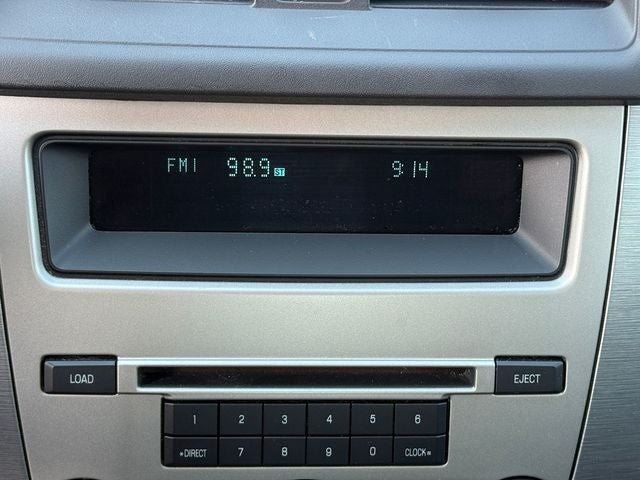 FM1 98.9 ST 9:14
LOAD EJECT
1 2 3 4 5 6
*DIRECT 7 8 9 0 CLOCK*